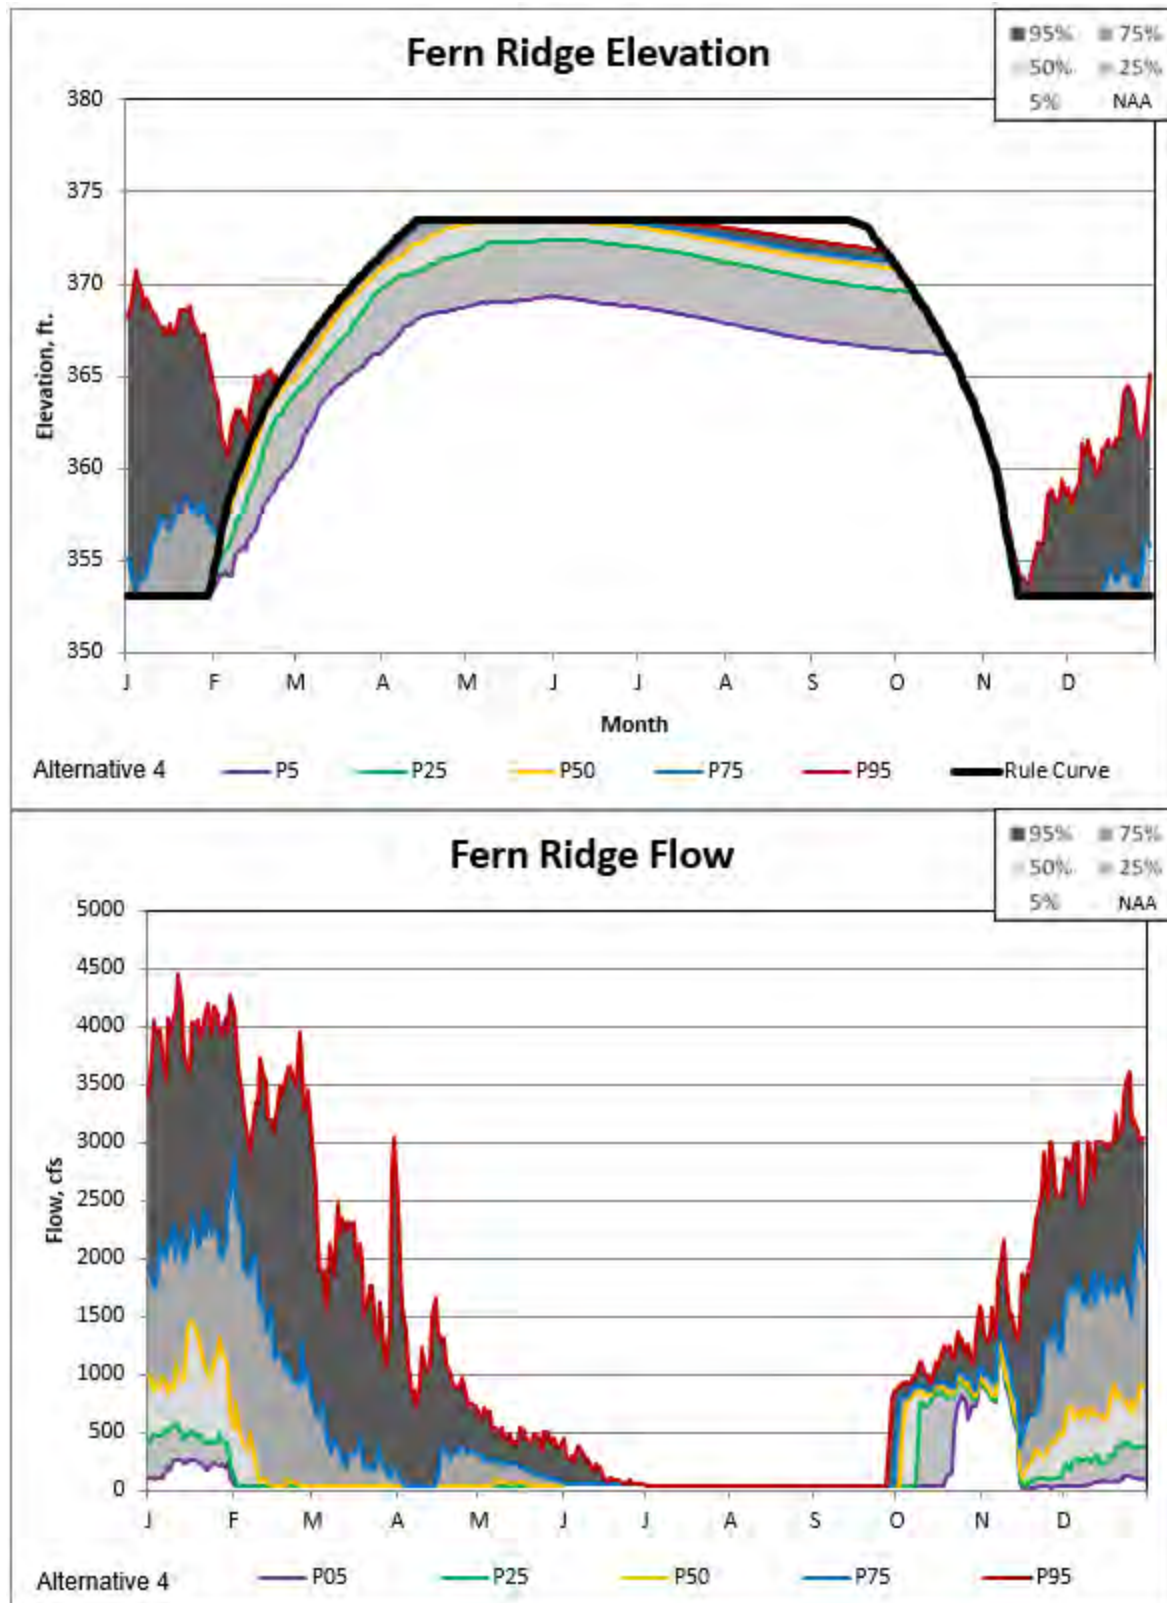 Fern Ridge Elevation
95% 75%
50% 25%
5% NAA
380
375
370
365
360
355
350
Elevation, ft.
J F M A M J J A S O N D
Month
Alternative 4 P5 P25 P50 P75 P95 Rule Curve
Fern Ridge Flow
95% 75%
50% 25%
5% NAA
5000
4500
4000
3500
3000
2500
2000
1500
1000
500
0
Flow, cfs
J F M A M J J A S O N D
Alternative 4 P05 P25 P50 P75 P95